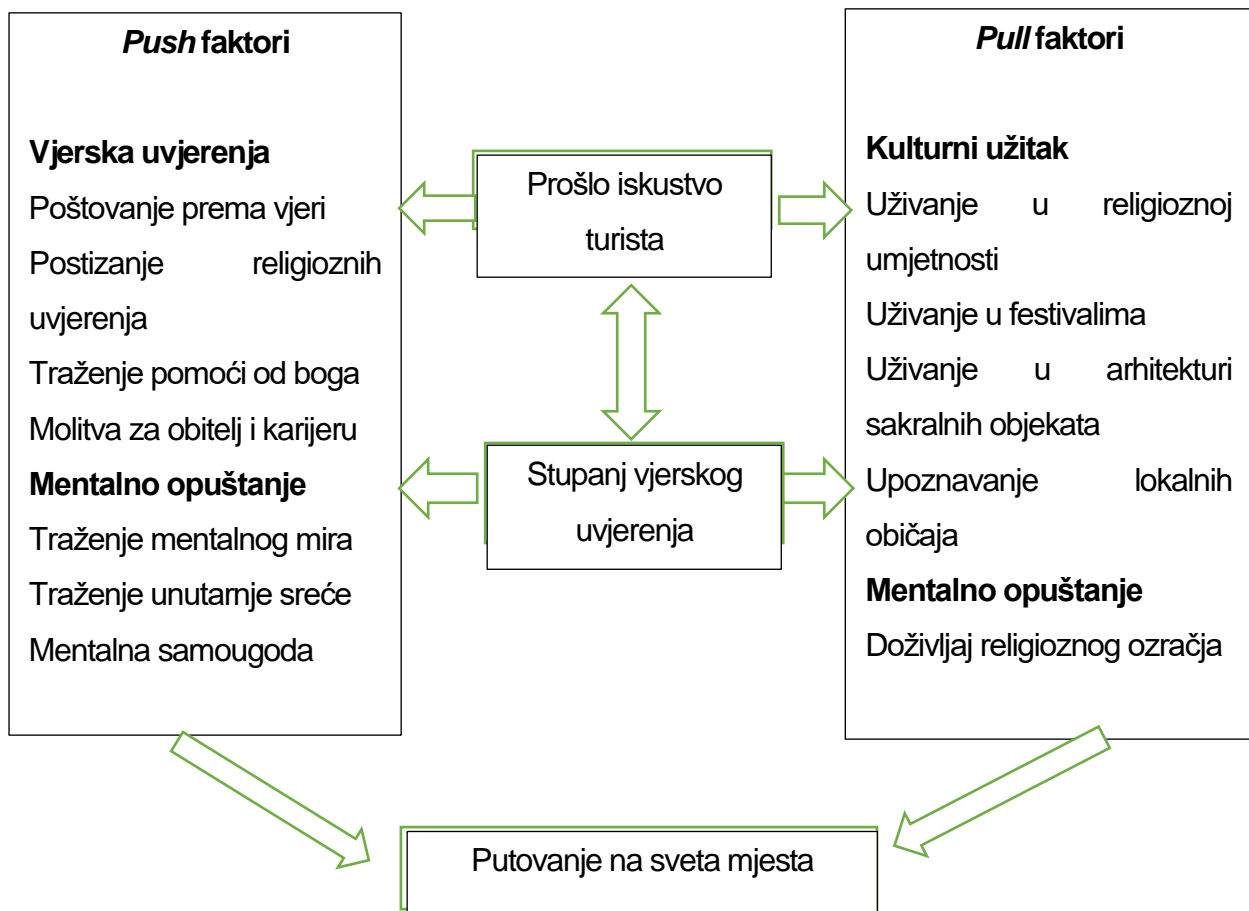 Push faktori
Vjerska uvjerenja
Poštovanje prema vjeri
Postizanje religioznih
uvjerenja
Traženje pomoći od boga
Molitva za obitelj i karijeru
Mentalno opuštanje
Traženje mentalnog mira
Traženje unutarnje sreće
Mentalna samougoda
Prošlo iskustvo
turista
Stupanj vjerskog
uvjerenja
Pull faktori
Kulturni užitak
Uživanje u religioznoj
umjetnosti
Uživanje u festivalima
Uživanje u arhitekturi
sakralnih objekata
Upoznavanje lokalnih
običaja
Mentalno opuštanje
Doživljaj religioznog ozračja
Putovanje na sveta mjesta